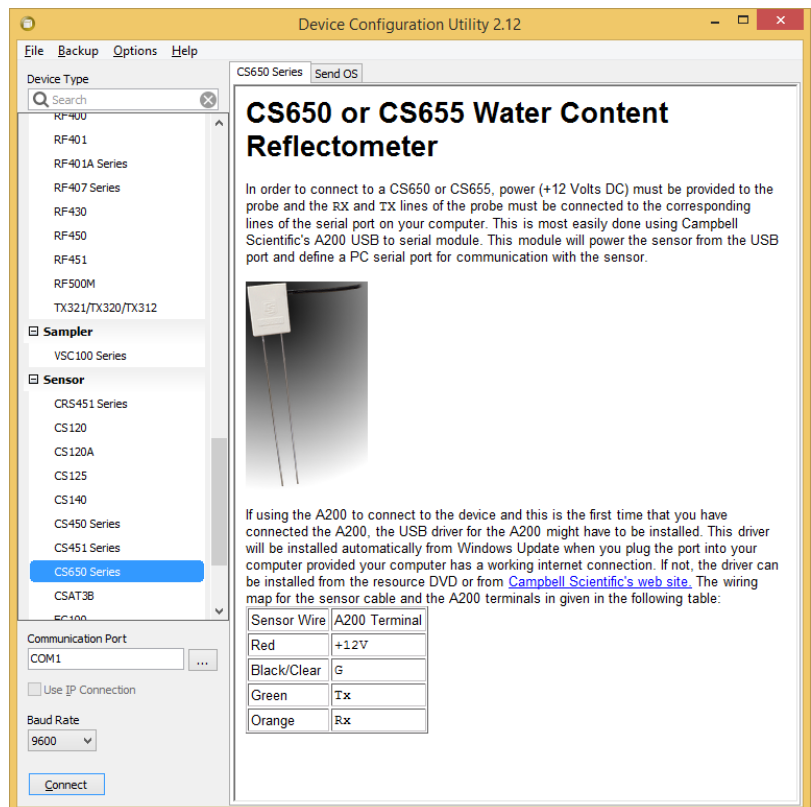 Device Configuration Utility 2.12
File Backup Options Help
Device Type
Search
RF400
RF401
RF401A Series
RF407 Series
RF430
RF450
RF451
RF500M
TX321/TX320/TX312
Sampler
VSC100 Series
Sensor
CRS451 Series
CS120
CS120A
CS125
CS140
CS450 Series
CS451 Series
CS650 Series
CSAT3B
EC100
Communication Port
COM1
...
Use IP Connection
Baud Rate
9600
Connect
CS650 Series Send OS
CS650 or CS655 Water Content
Reflectometer
In order to connect to a CS650 or CS655, power (+12 Volts DC) must be provided to the
probe and the RX and TX lines of the probe must be connected to the corresponding
lines of the serial port on your computer. This is most easily done using Campbell
Scientific's A200 USB to serial module. This module will power the sensor from the USB
port and define a PC serial port for communication with the sensor.
If using the A200 to connect to the device and this is the first time that you have
connected the A200, the USB driver for the A200 might have to be installed. This driver
will be installed automatically from Windows Update when you plug the port into your
computer provided your computer has a working internet connection. If not, the driver can
be installed from the resource DVD or from Campbell Scientific's web site. The wiring
map for the sensor cable and the A200 terminals in given in the following table:
Sensor Wire A200 Terminal
Red +12V
Black/Clear G
Green Tx
Orange Rx